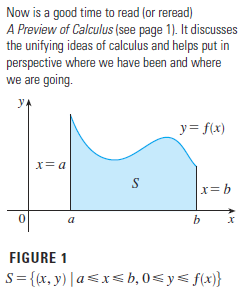 Now is a good time to read (or reread)
A Preview of Calculus (see page 1). It discusses
the unifying ideas of calculus and helps put in
perspective where we have been and where
we are going.
y
y = f(x)
x = a
S
x = b
0
a
b
x
FIGURE 1
S = {(x, y) | a ≤ x ≤ b, 0 ≤ y ≤ f(x)}